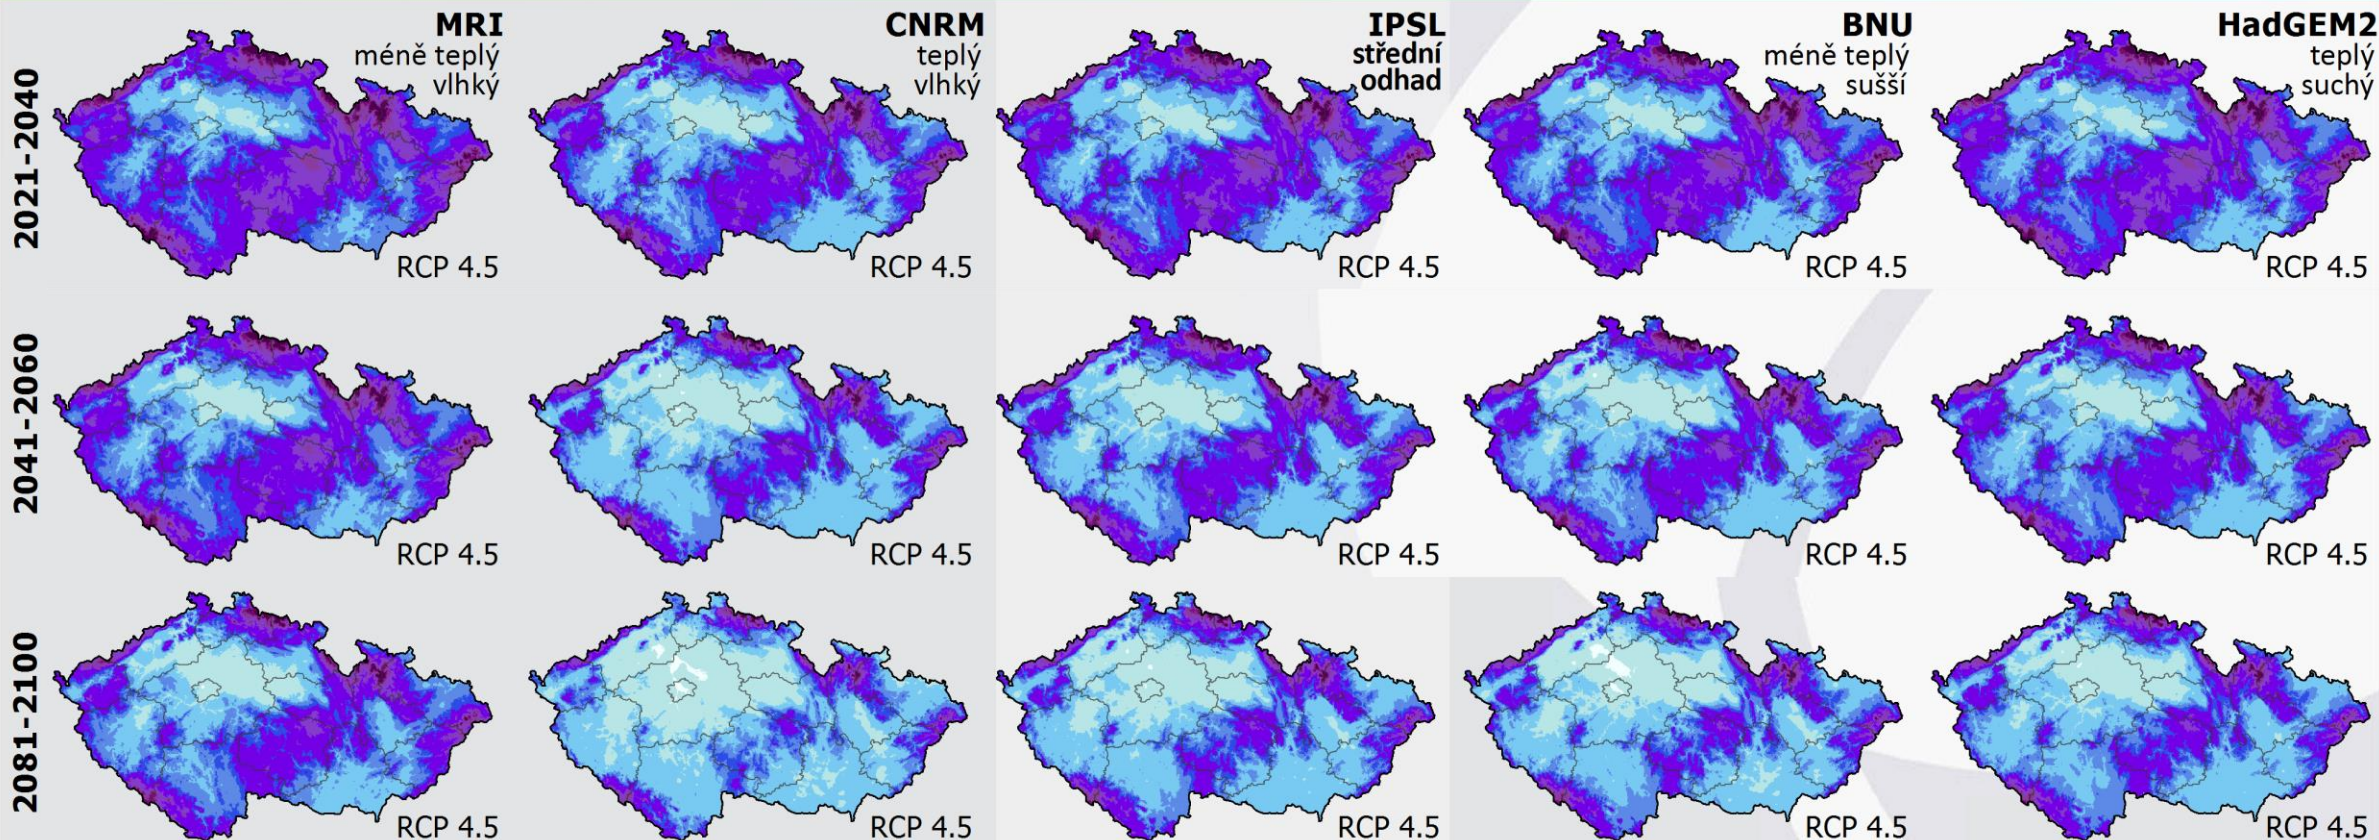 MRI
méně teplý
vlhký
CNRM
teplý
vlhký
IPSL
střední
odhad
BNU
méně teplý
sušší
HadGEM2
teplý
suchý
2021-2040
RCP 4.5
RCP 4.5
RCP 4.5
RCP 4.5
RCP 4.5
2041-2060
RCP 4.5
RCP 4.5
RCP 4.5
RCP 4.5
RCP 4.5
2081-2100
RCP 4.5
RCP 4.5
RCP 4.5
RCP 4.5
RCP 4.5